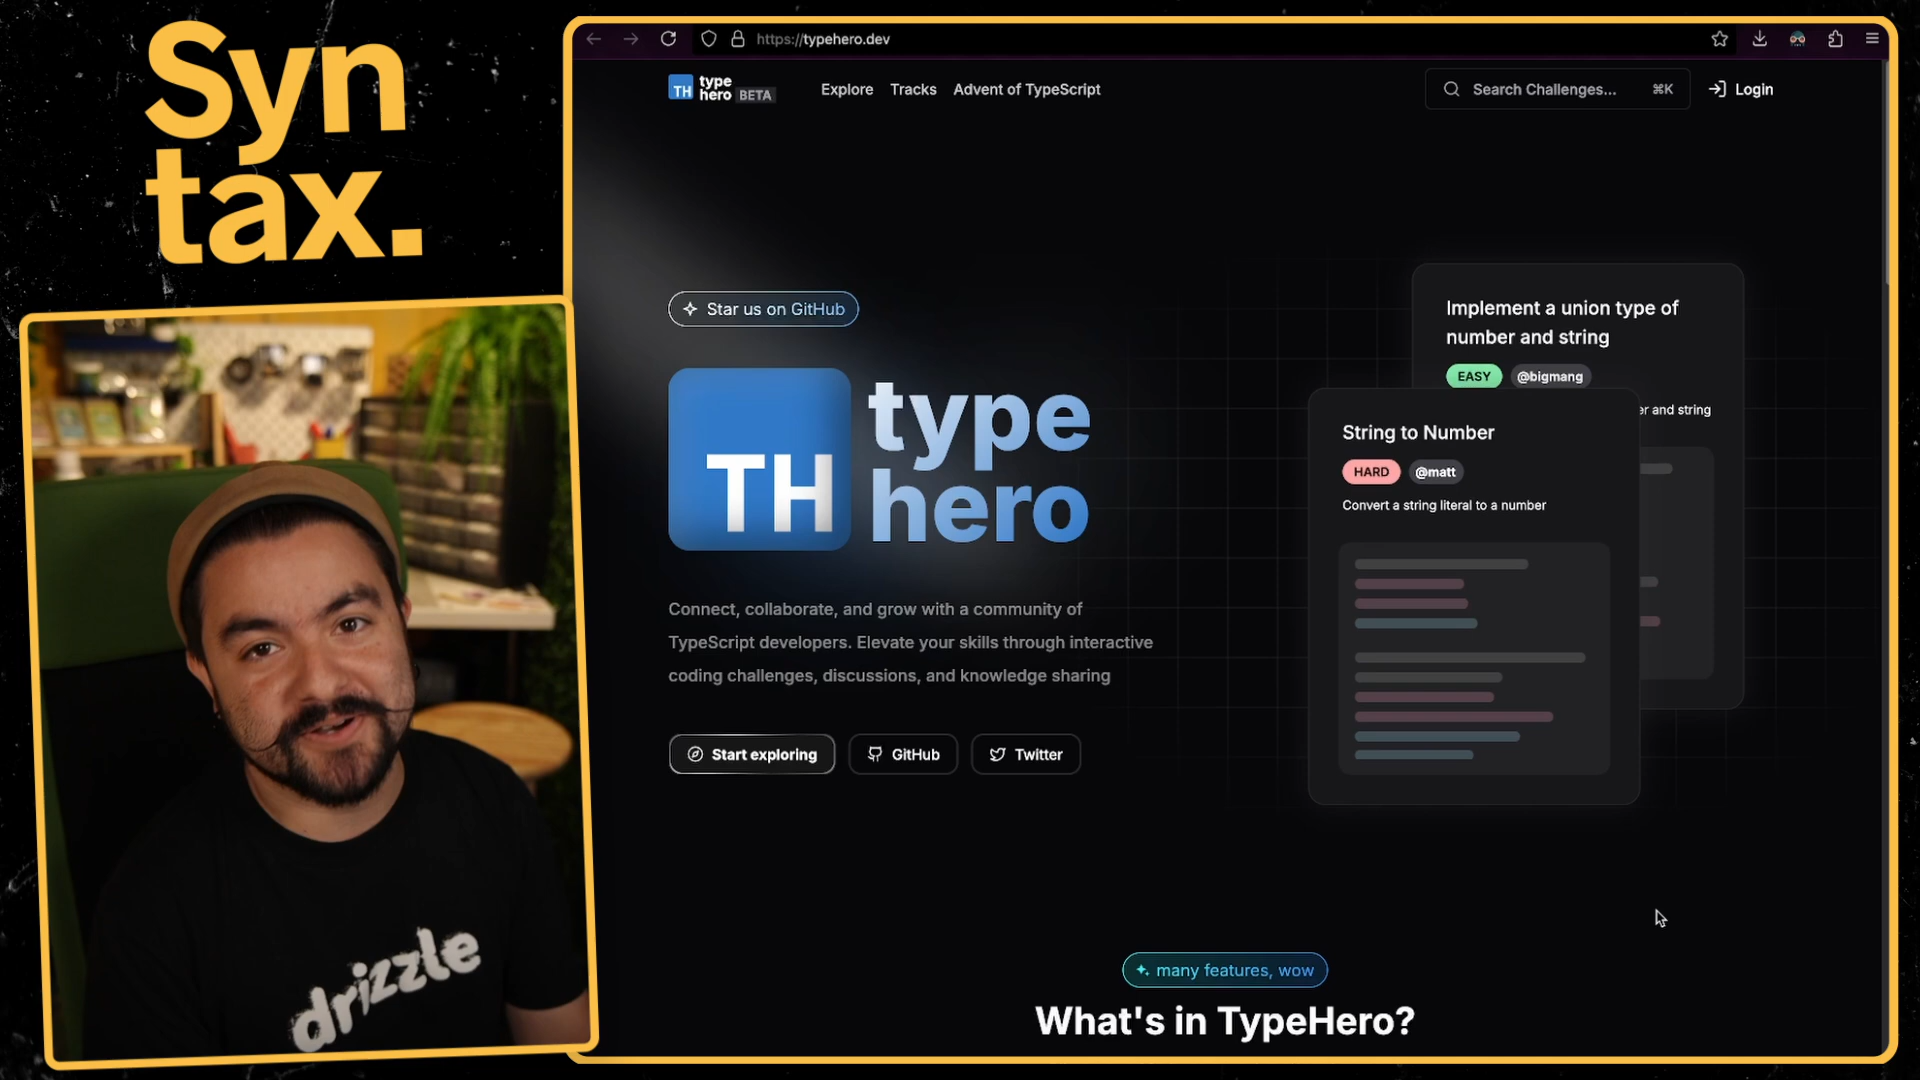 Syn
tax.
drizzle
https://typehero.dev
TH type hero BETA
Explore Tracks Advent of TypeScript
Search Challenges... ⌘K
Login
Star us on GitHub
TH
type
hero
Connect, collaborate, and grow with a community of
TypeScript developers. Elevate your skills through interactive
coding challenges, discussions, and knowledge sharing
Start exploring GitHub Twitter
Implement a union type of
number and string
EASY @bigmang
and string
String to Number
HARD @matt
Convert a string literal to a number
many features, wow
What's in TypeHero?